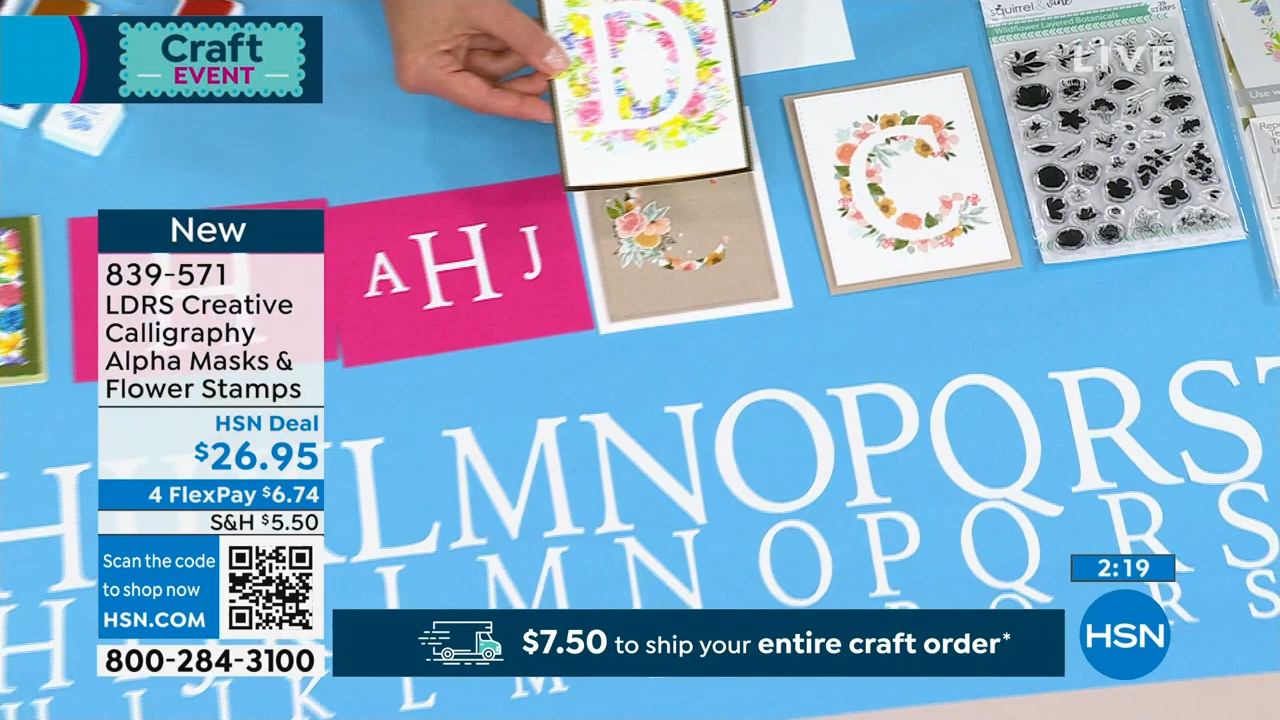 Craft
EVENT
squirrel & vine
STAMPS
Wildflower Layered Botanicals
LIVE
D
C
A H J
New
839-571
LDRS Creative
Calligraphy
Alpha Masks &
Flower Stamps
HSN Deal
$26.95
4 FlexPay $6.74
S&H $5.50
Scan the code
to shop now
HSN.COM
800-284-3100
H LMNOPQRST
L M N O P Q R S
I J K L M
2:19
HSN
$7.50 to ship your entire craft order*